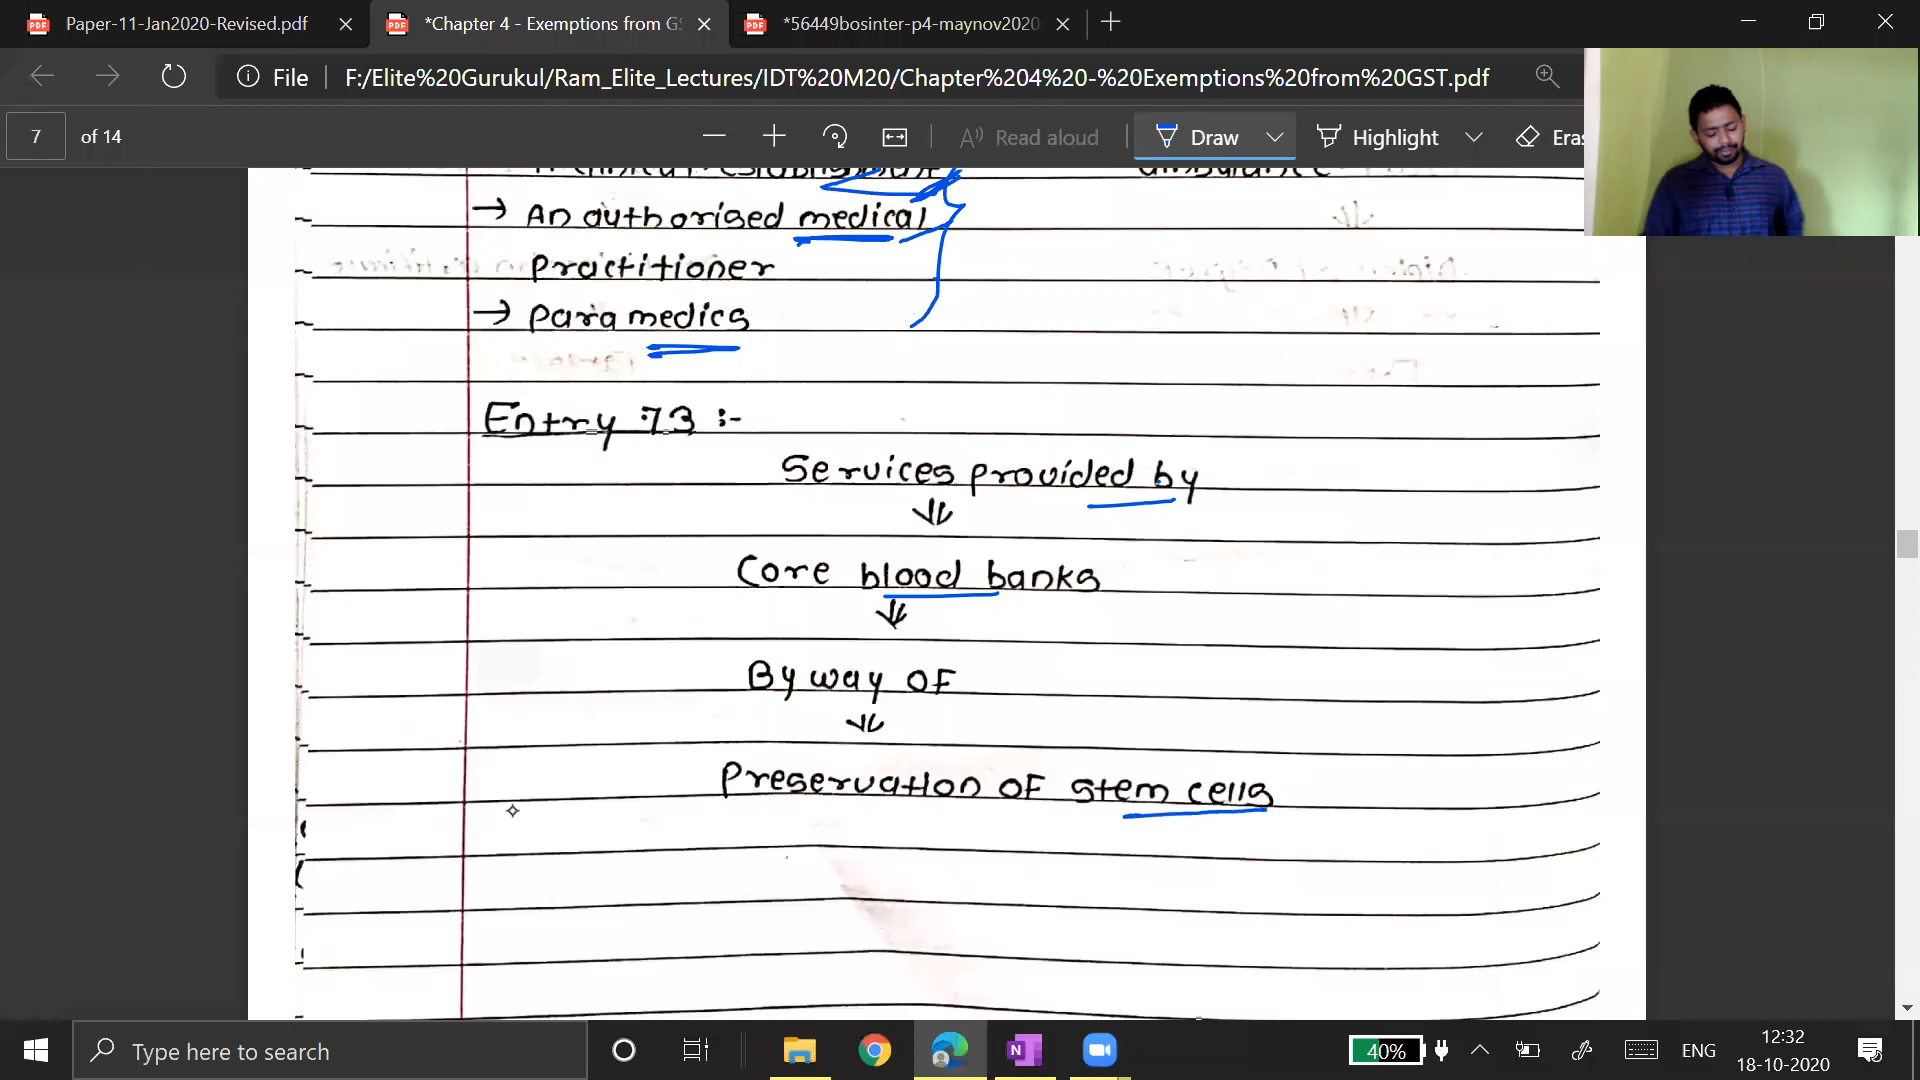 Paper-11-Jan2020-Revised.pdf
*Chapter 4 - Exemptions from G
*56449bosinter-p4-maynov2020
File
F:/Elite%20Gurukul/Ram_Elite_Lectures/IDT%20M20/Chapter%204%20-%20Exemptions%20from%20GST.pdf
7 of 14
Read aloud
Draw
Highlight
Eras
→ An authorised medical
Practitioner
→ Para medics
Entry 73 :-
Services provided by
Core blood banks
By way OF
Preservation OF stem cells
Type here to search
40%
ENG
12:32
18-10-2020